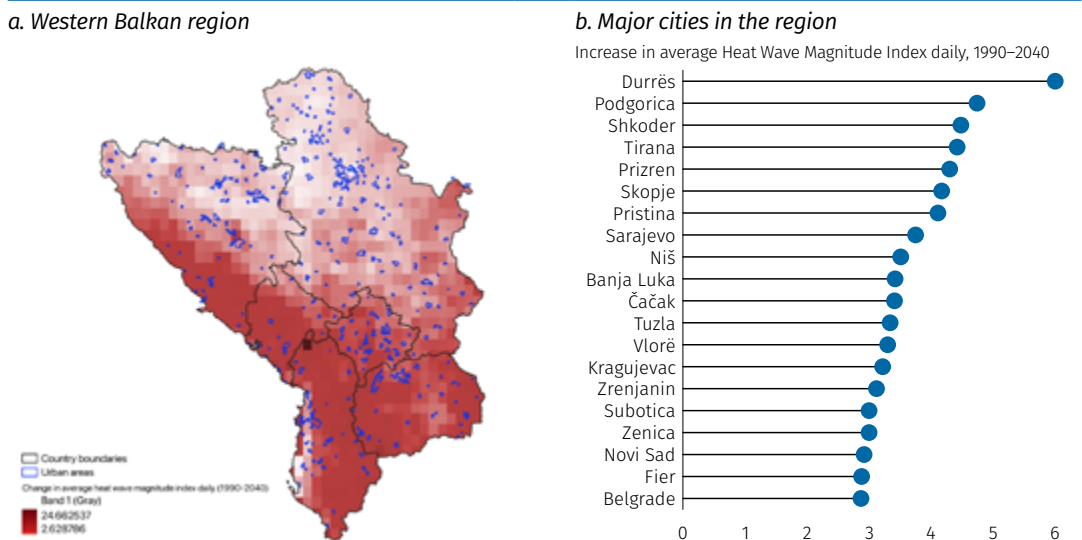 a. Western Balkan region
Country boundaries
Urban areas
Change in average heat wave magnitude index daily (1990-2040)
Band 1 (Gray)
24.662537
2.628786
b. Major cities in the region
Increase in average Heat Wave Magnitude Index daily, 1990–2040
Durrës
Podgorica
Shkoder
Tirana
Prizren
Skopje
Pristina
Sarajevo
Niš
Banja Luka
Čačak
Tuzla
Vlorë
Kragujevac
Zrenjanin
Subotica
Zenica
Novi Sad
Fier
Belgrade
0 1 2 3 4 5 6